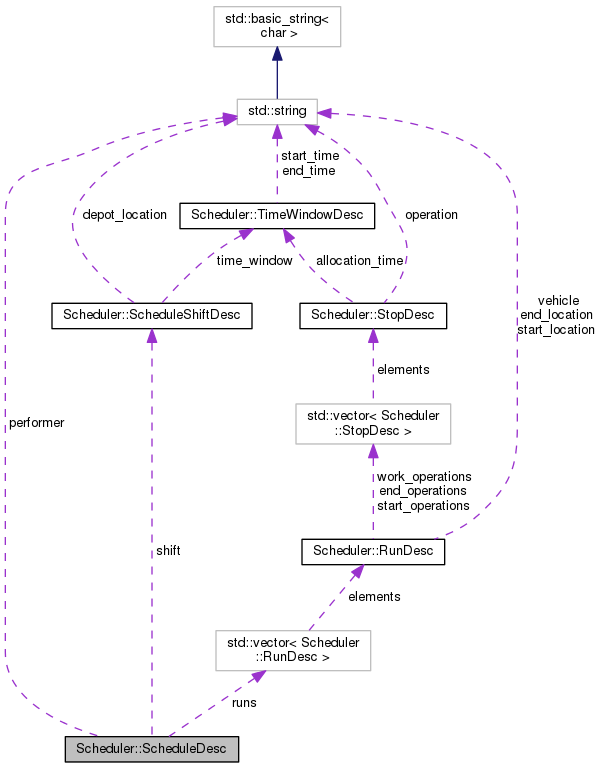 std::basic_string<
char >
std::string
start_time
end_time
depot_location
Scheduler::TimeWindowDesc
operation
time_window
allocation_time
Scheduler::ScheduleShiftDesc
Scheduler::StopDesc
vehicle
end_location
start_location
elements
std::vector< Scheduler
::StopDesc >
performer
work_operations
end_operations
start_operations
shift
Scheduler::RunDesc
elements
std::vector< Scheduler
::RunDesc >
runs
Scheduler::ScheduleDesc